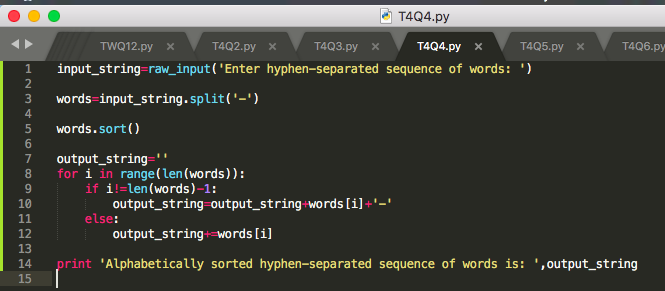 T4Q4.py
TWQ12.py × T4Q2.py × T4Q3.py × T4Q4.py × T4Q5.py × T4Q6.py
1 input_string=raw_input('Enter hyphen-separated sequence of words: ')
2
3 words=input_string.split('-')
4
5 words.sort()
6
7 output_string=''
8 for i in range(len(words)):
9     if i!=len(words)-1:
10         output_string=output_string+words[i]+'-'
11     else:
12         output_string+=words[i]
13
14 print 'Alphabetically sorted hyphen-separated sequence of words is: ',output_string
15